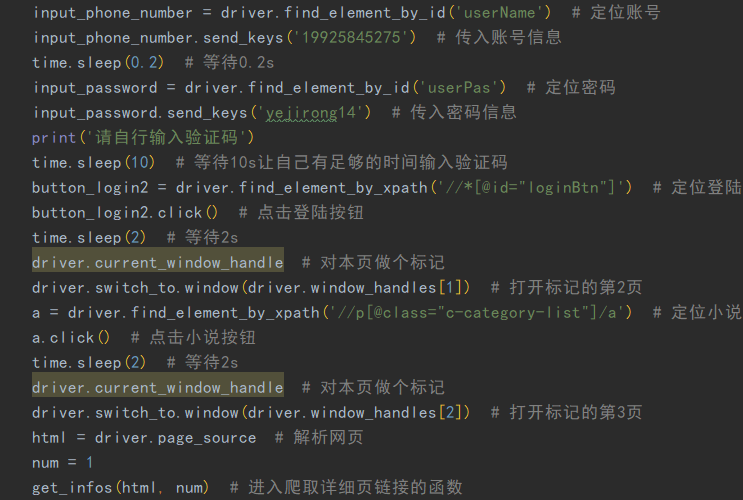 input_phone_number = driver.find_element_by_id('userName')  # 定位账号
input_phone_number.send_keys('19925845275')  # 传入账号信息
time.sleep(0.2)  # 等待0.2s
input_password = driver.find_element_by_id('userPas')  # 定位密码
input_password.send_keys('yejirong14')  # 传入密码信息
print('请自行输入验证码')
time.sleep(10)  # 等待10s让自己有足够的时间输入验证码
button_login2 = driver.find_element_by_xpath('//*[@id="loginBtn"]')  # 定位登陆
button_login2.click()  # 点击登陆按钮
time.sleep(2)  # 等待2s
driver.current_window_handle  # 对本页做个标记
driver.switch_to.window(driver.window_handles[1])  # 打开标记的第2页
a = driver.find_element_by_xpath('//p[@class="c-category-list"]/a')  # 定位小说
a.click()  # 点击小说按钮
time.sleep(2)  # 等待2s
driver.current_window_handle  # 对本页做个标记
driver.switch_to.window(driver.window_handles[2])  # 打开标记的第3页
html = driver.page_source  # 解析网页
num = 1
get_infos(html, num)  # 进入爬取详细页链接的函数